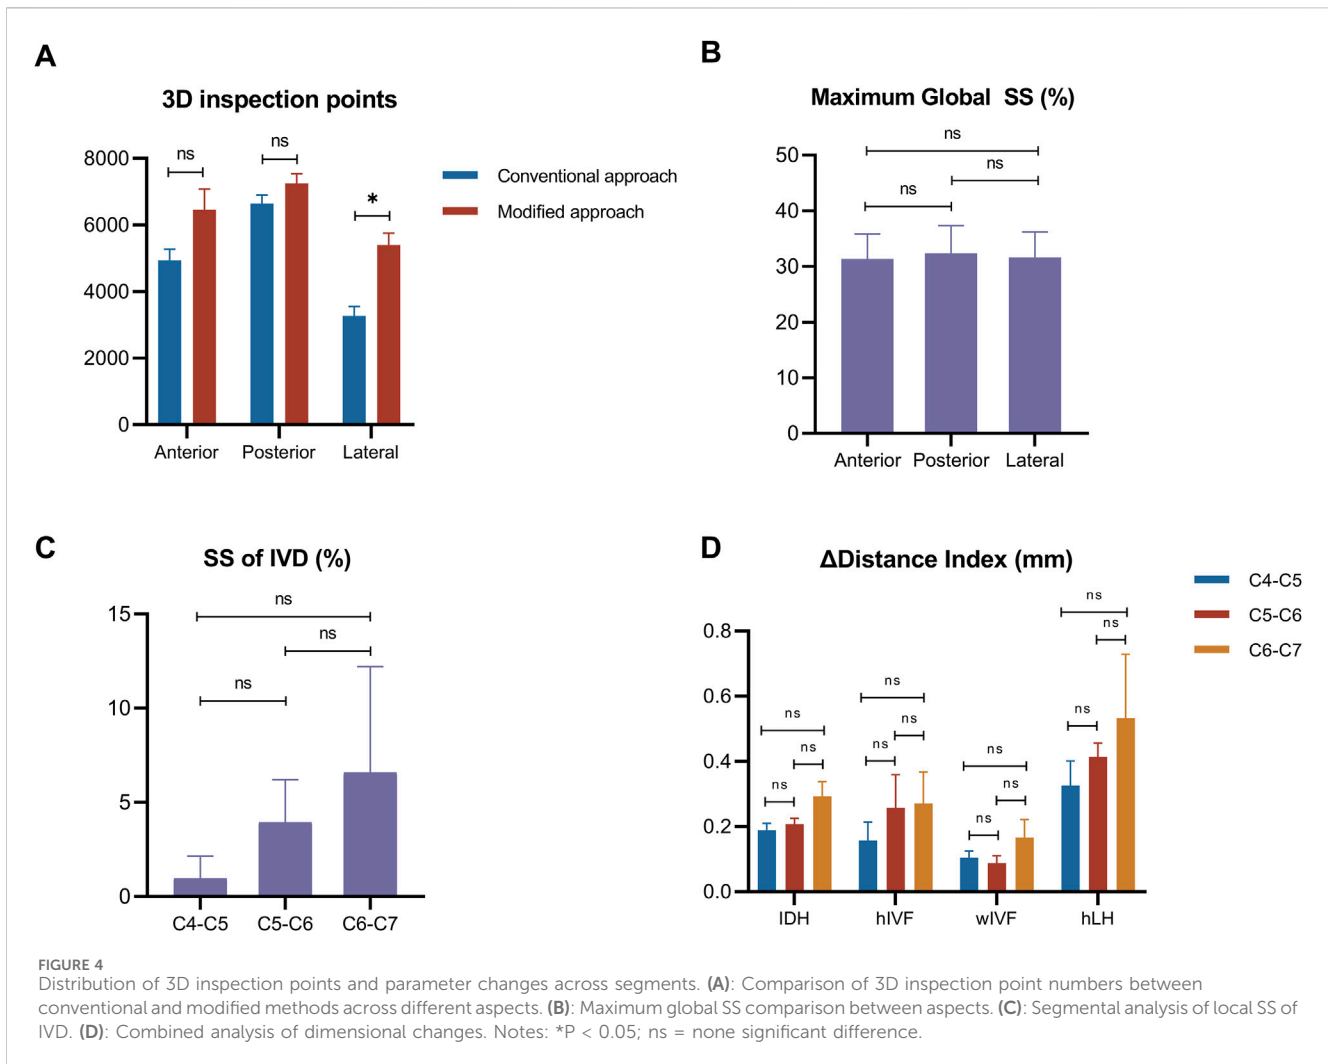 A
3D inspection points
8000
6000
4000
2000
0
ns
ns
*
Anterior
Posterior
Lateral
Conventional approach
Modified approach
B
Maximum Global SS (%)
50
40
30
20
10
0
ns
ns
ns
Anterior
Posterior
Lateral
C
SS of IVD (%)
15
10
5
0
ns
ns
ns
C4-C5
C5-C6
C6-C7
D
ΔDistance Index (mm)
0.8
0.6
0.4
0.2
0.0
ns
ns
ns
ns
ns
ns
ns
ns
ns
ns
ns
ns
IDH
hIVF
wIVF
hLH
C4-C5
C5-C6
C6-C7
FIGURE 4
Distribution of 3D inspection points and parameter changes across segments. (A): Comparison of 3D inspection point numbers between
conventional and modified methods across different aspects. (B): Maximum global SS comparison between aspects. (C): Segmental analysis of local SS of
IVD. (D): Combined analysis of dimensional changes. Notes: *P < 0.05; ns = none significant difference.